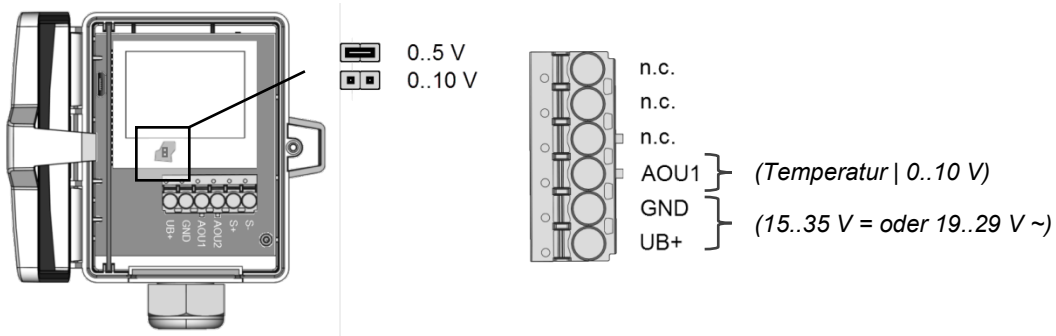 0..5 V
0..10 V
UB+
GND
AOU1
AOU2
S+
S-
n.c.
n.c.
n.c.
AOU1 (Temperatur | 0..10 V)
GND
UB+
(15..35 V = oder 19..29 V ~)